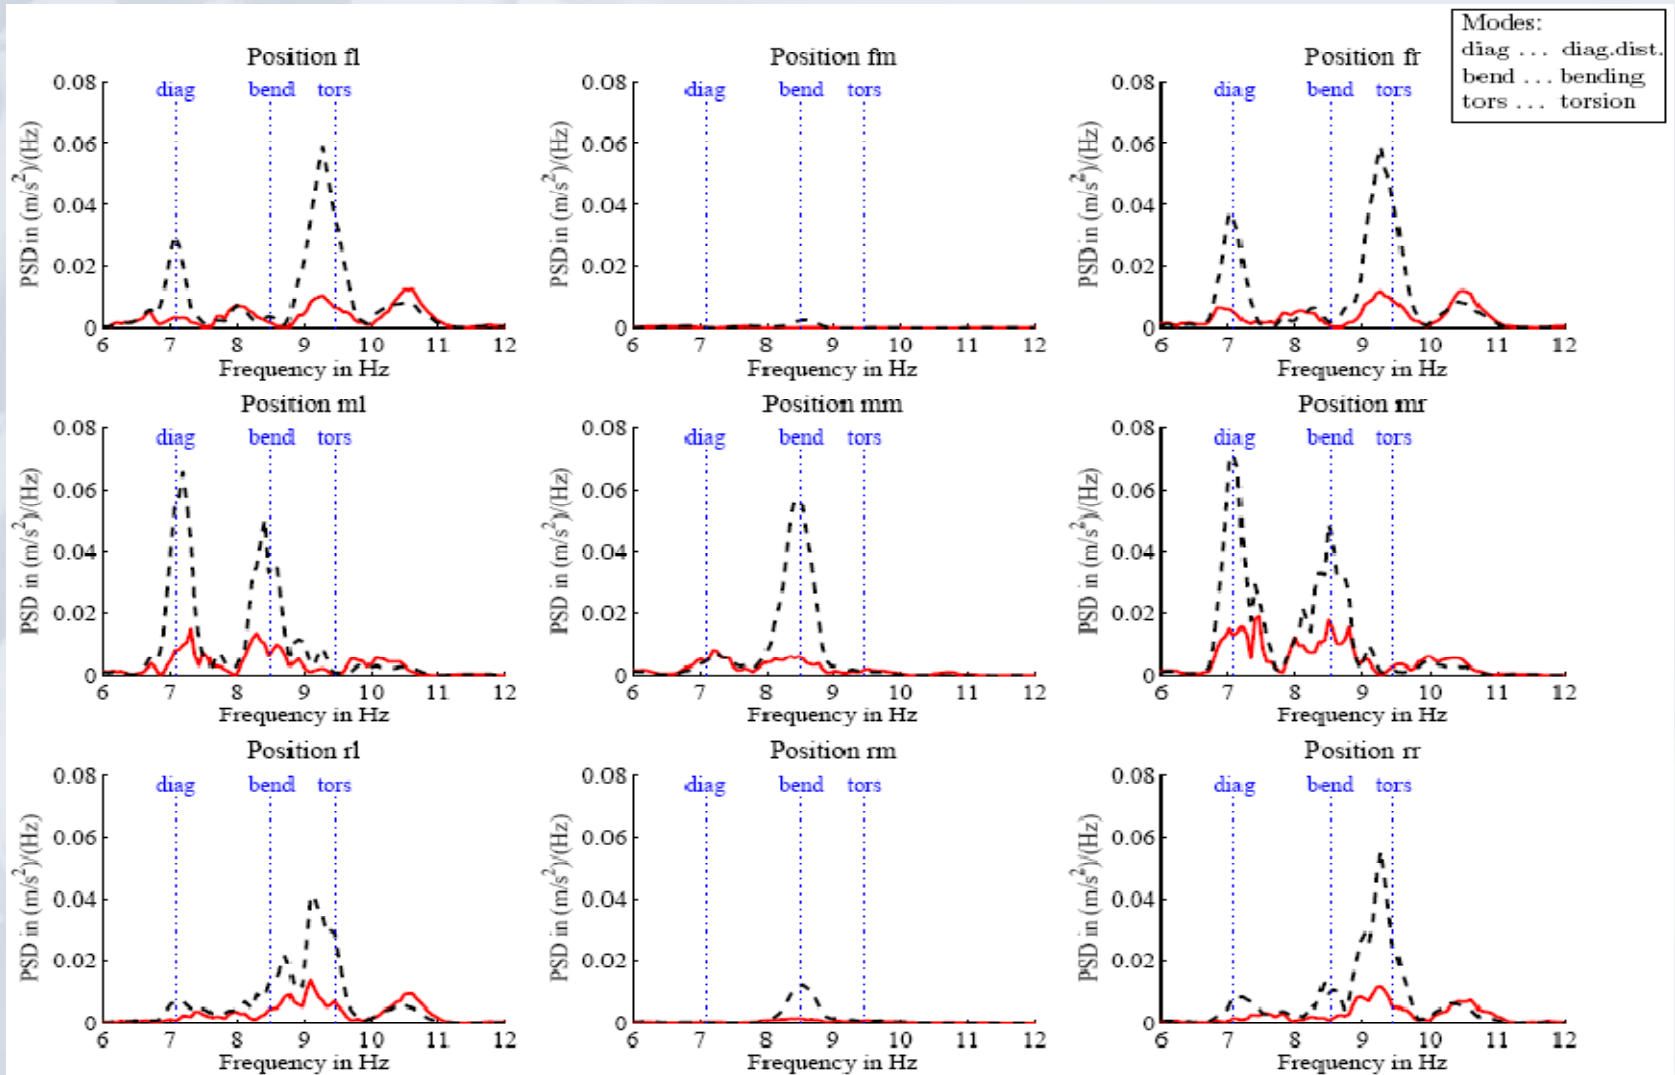 Modes:
diag ... diag.dist.
bend ... bending
tors ... torsion
Position fl
diag bend tors
PSD in (m/s²)/(Hz)
0.08
0.06
0.04
0.02
0
6 7 8 9 10 11 12
Frequency in Hz
Position fm
diag bend tors
PSD in (m/s²)/(Hz)
0.08
0.06
0.04
0.02
0
6 7 8 9 10 11 12
Frequency in Hz
Position fr
diag bend tors
PSD in (m/s²)/(Hz)
0.08
0.06
0.04
0.02
0
6 7 8 9 10 11 12
Frequency in Hz
Position ml
diag bend tors
PSD in (m/s²)/(Hz)
0.08
0.06
0.04
0.02
0
6 7 8 9 10 11 12
Frequency in Hz
Position mm
diag bend tors
PSD in (m/s²)/(Hz)
0.08
0.06
0.04
0.02
0
6 7 8 9 10 11 12
Frequency in Hz
Position mr
diag bend tors
PSD in (m/s²)/(Hz)
0.08
0.06
0.04
0.02
0
6 7 8 9 10 11 12
Frequency in Hz
Position rl
diag bend tors
PSD in (m/s²)/(Hz)
0.08
0.06
0.04
0.02
0
6 7 8 9 10 11 12
Frequency in Hz
Position rm
diag bend tors
PSD in (m/s²)/(Hz)
0.08
0.06
0.04
0.02
0
6 7 8 9 10 11 12
Frequency in Hz
Position rr
diag bend tors
PSD in (m/s²)/(Hz)
0.08
0.06
0.04
0.02
0
6 7 8 9 10 11 12
Frequency in Hz